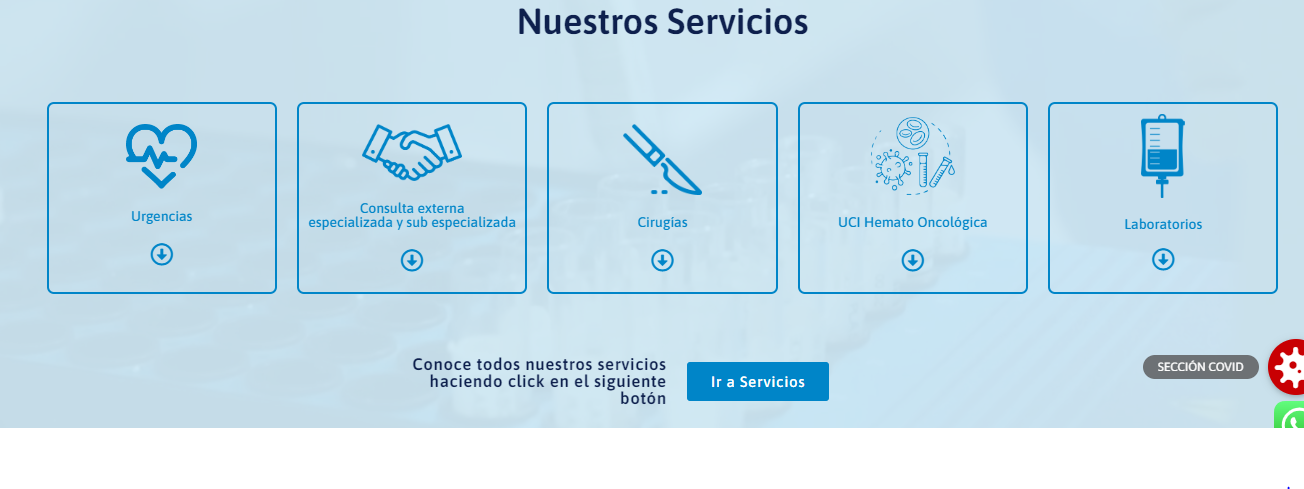 Nuestros Servicios
Urgencias
Consulta externa
especializada y sub especializada
Cirugías
UCI Hemato Oncológica
Laboratorios
Conoce todos nuestros servicios
haciendo click en el siguiente
botón
Ir a Servicios
SECCIÓN COVID